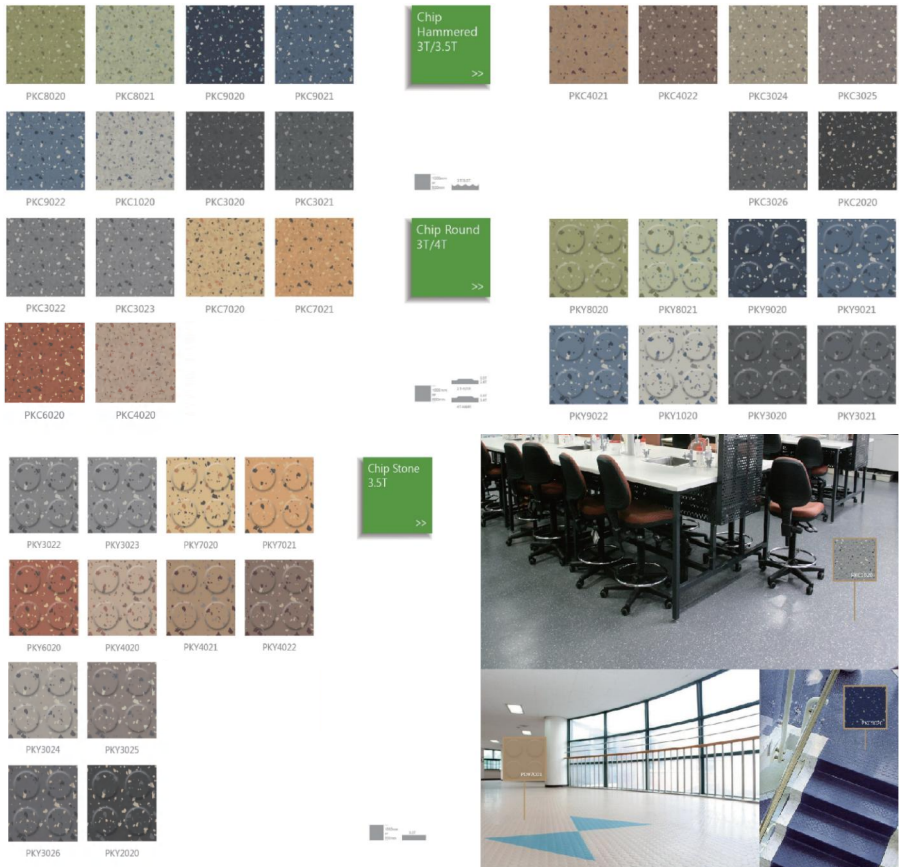 Chip
Hammered
3T/3.5T
>>
PKC8020 PKC8021 PKC9020 PKC9021
PKC4021 PKC4022 PKC3024 PKC3025
PKC9022 PKC1020 PKC3020 PKC3021
PKC3026 PKC2020
Chip Round
3T/4T
>>
PKC3022 PKC3023 PKC7020 PKC7021
PKY8020 PKY8021 PKY9020 PKY9021
PKC6020 PKC4020
PKY9022 PKY1020 PKY3020 PKY3021
Chip Stone
3.5T
>>
PKY3022 PKY3023 PKY7020 PKY7021
PKY6020 PKY4020 PKY4021 PKY4022
PKY3024 PKY3025
PKY3026 PKY2020